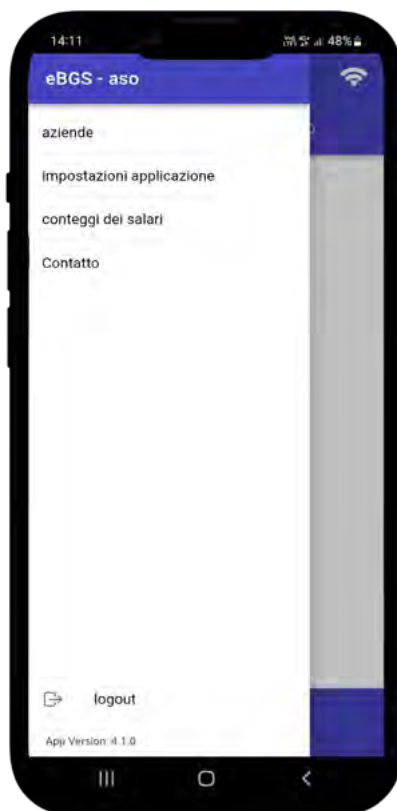 14:11 48%
eBGS - aso
aziende
impostazioni applicazione
conteggi dei salari
Contatto
logout
App Version: 4.1.0